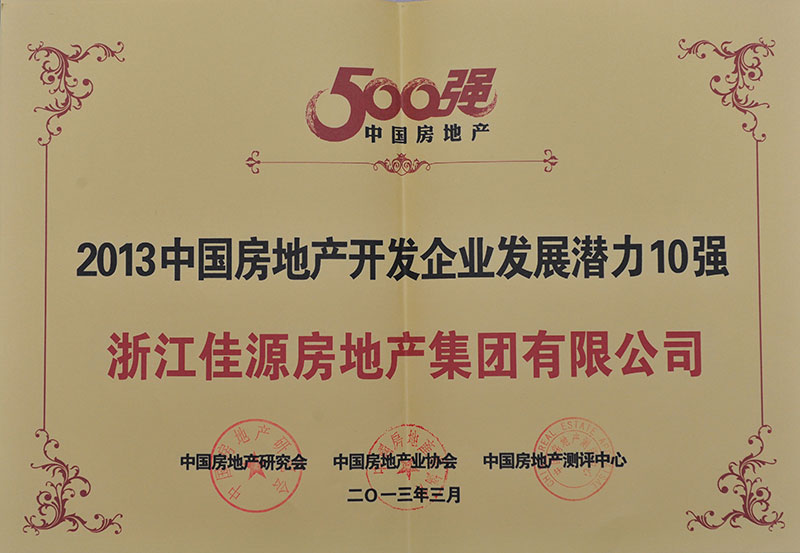 500强
中国房地产
2013中国房地产开发企业发展潜力10强
浙江佳源房地产集团有限公司
中国房地产研究会 中国房地产业协会 中国房地产测评中心
二〇一三年三月